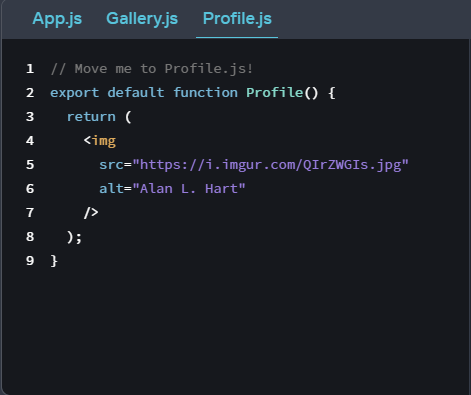 App.js Gallery.js Profile.js
1 // Move me to Profile.js!
2 export default function Profile() {
3   return (
4     <img
5       src="https://i.imgur.com/QIrZWGIs.jpg"
6       alt="Alan L. Hart"
7     />
8   );
9 }